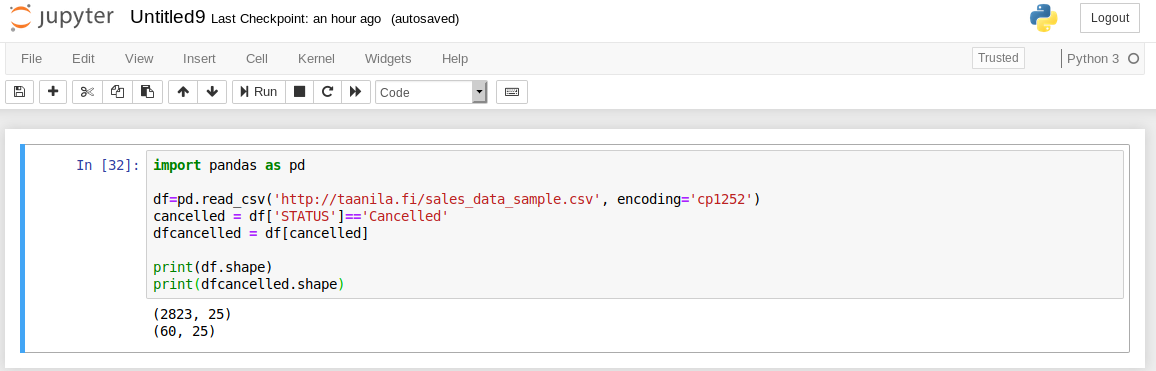 jupyter Untitled9 Last Checkpoint: an hour ago (autosaved) Logout
File Edit View Insert Cell Kernel Widgets Help Trusted Python 3
Run Code
In [32]: import pandas as pd
df=pd.read_csv('http://taanila.fi/sales_data_sample.csv', encoding='cp1252')
cancelled = df['STATUS']=='Cancelled'
dfcancelled = df[cancelled]
print(df.shape)
print(dfcancelled.shape)
(2823, 25)
(60, 25)